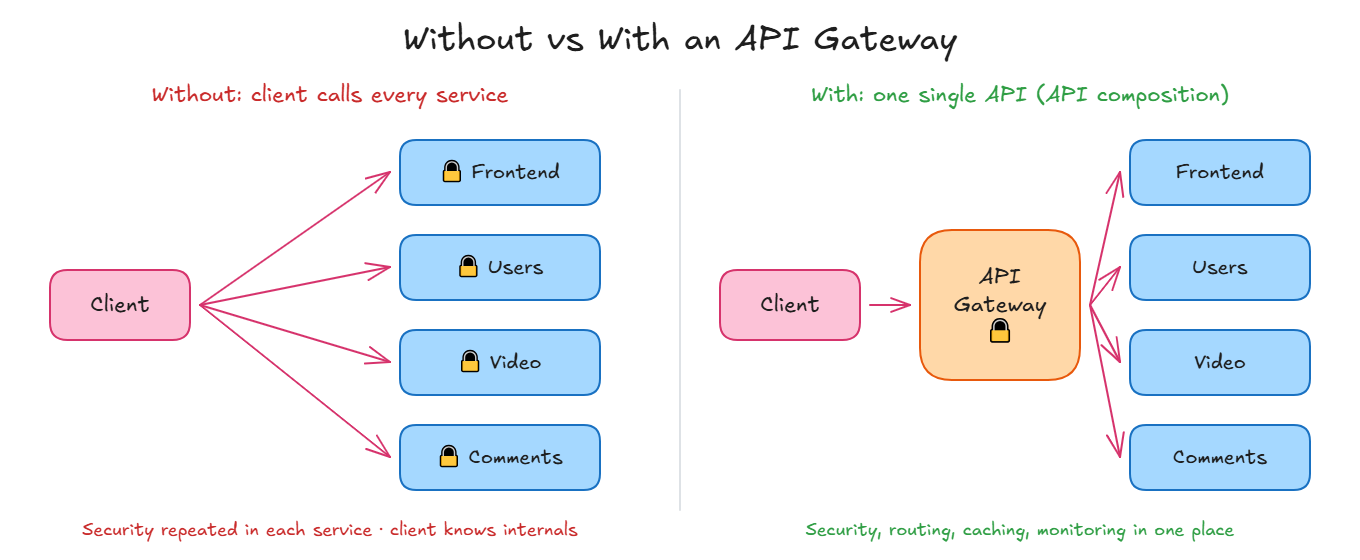 Without vs With an API Gateway
Without: client calls every service
Client
Frontend
Users
Video
Comments
Security repeated in each service · client knows internals
With: one single API (API composition)
Client
API
Gateway
Frontend
Users
Video
Comments
Security, routing, caching, monitoring in one place